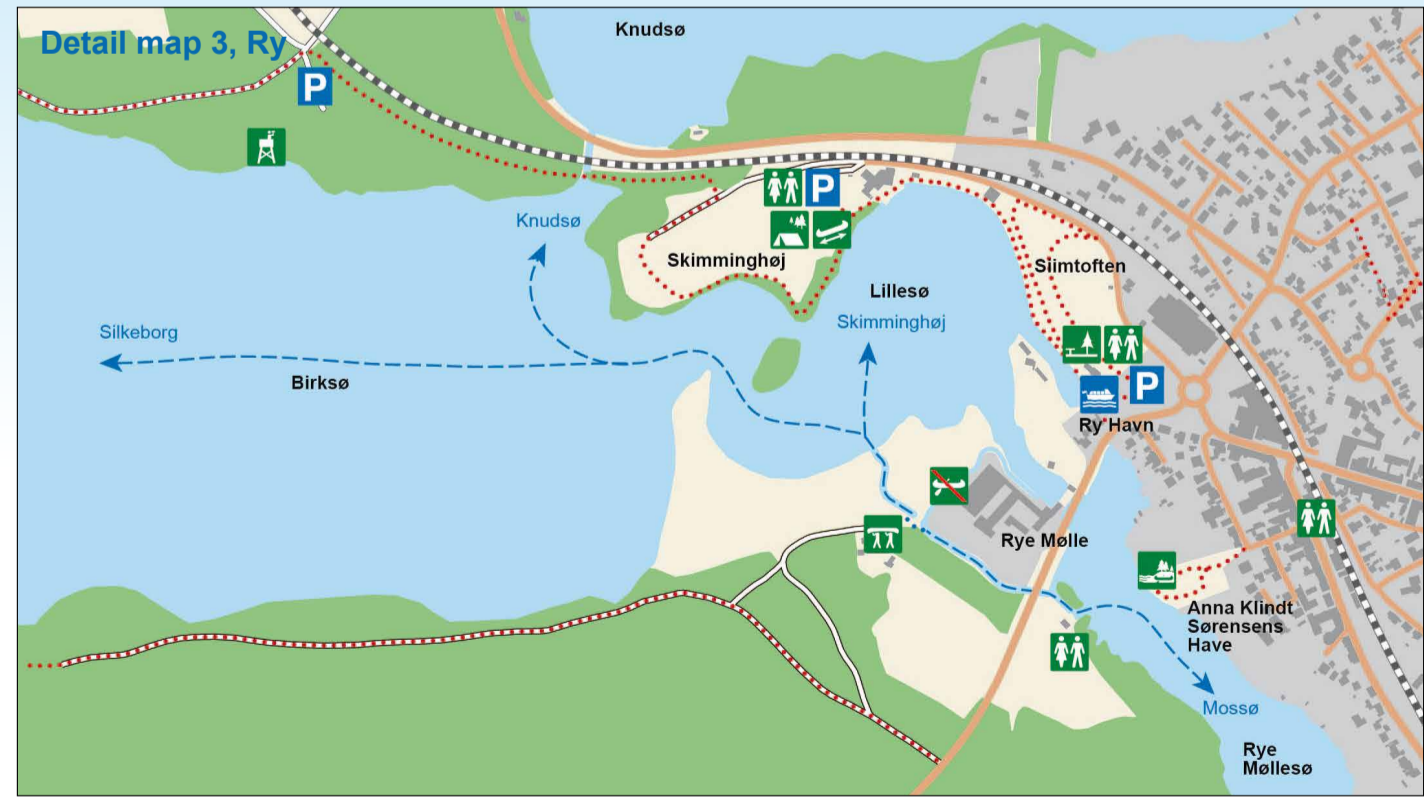 Detail map 3, Ry
Knudsø
P
P
Knudsø
Skimminghøj
Siimtoften
Lillesø
Skimminghøj
Silkeborg
Birksø
P
Ry Havn
Rye Mølle
Anna Klindt
Sørensens
Have
Mossø
Rye
Møllesø